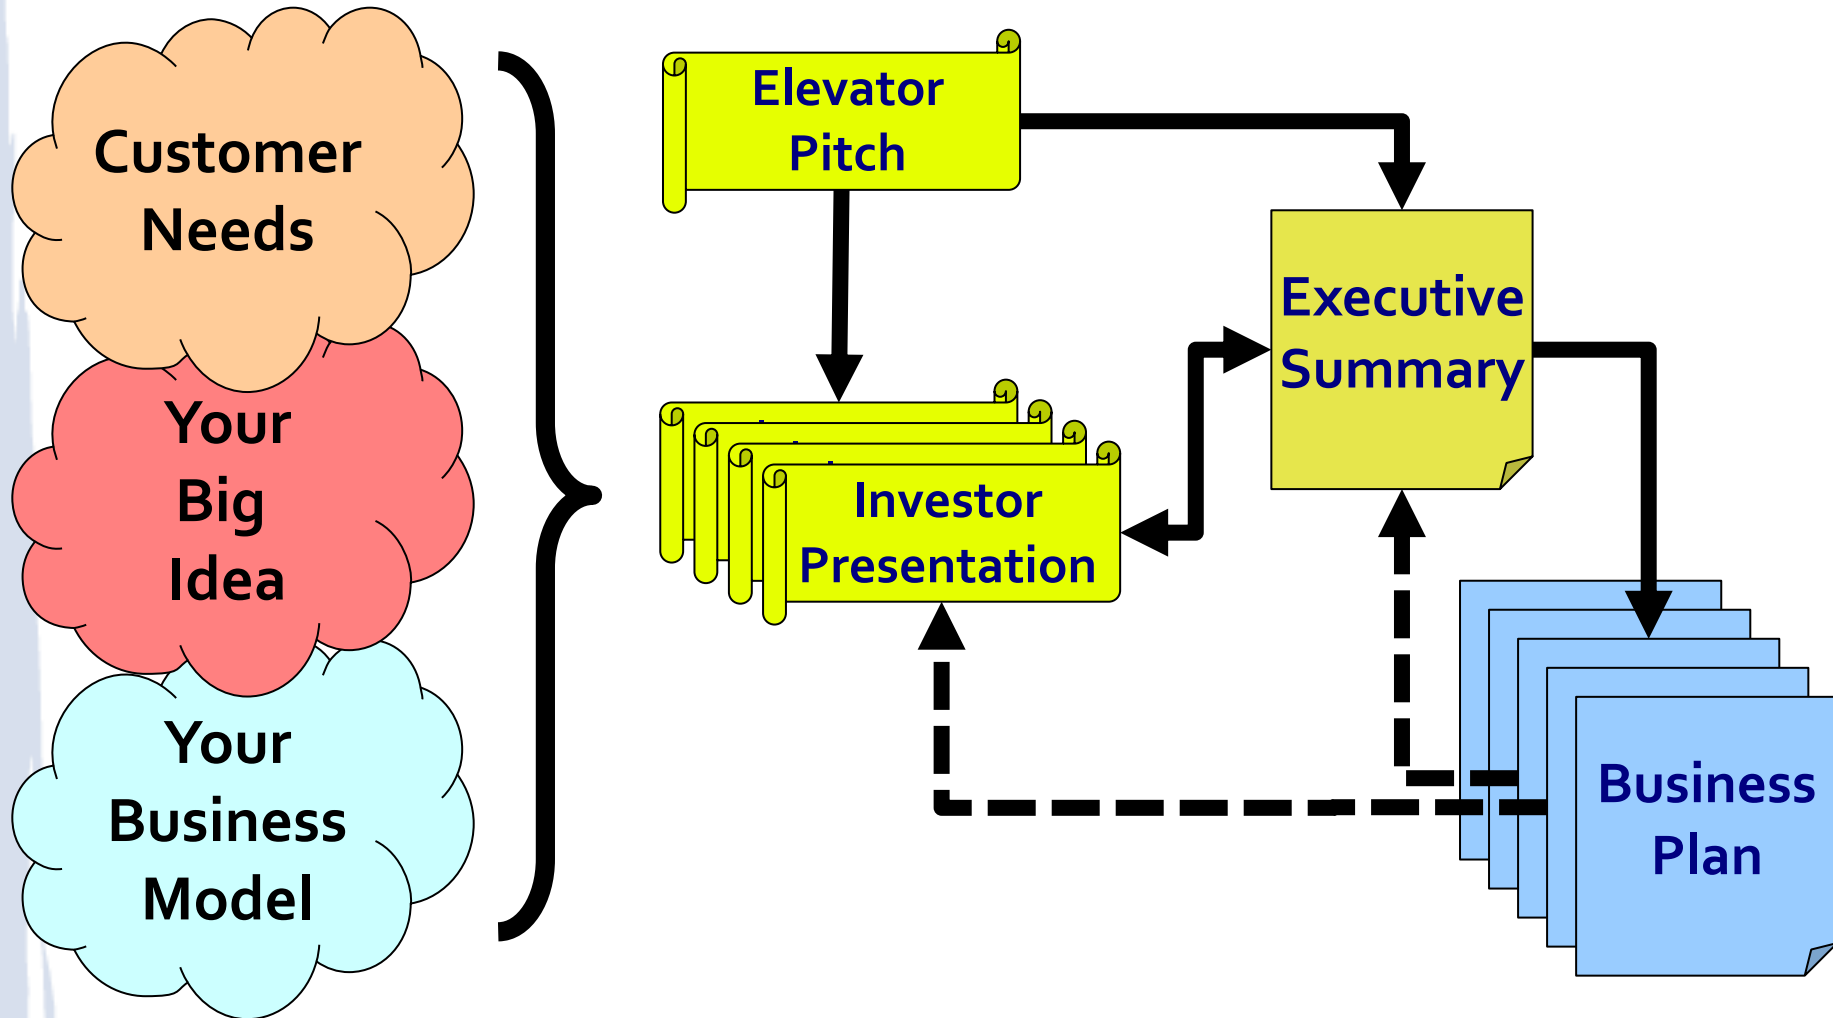 Customer
Needs
Your
Big
Idea
Your
Business
Model
Elevator
Pitch
Investor
Presentation
Executive
Summary
Business
Plan